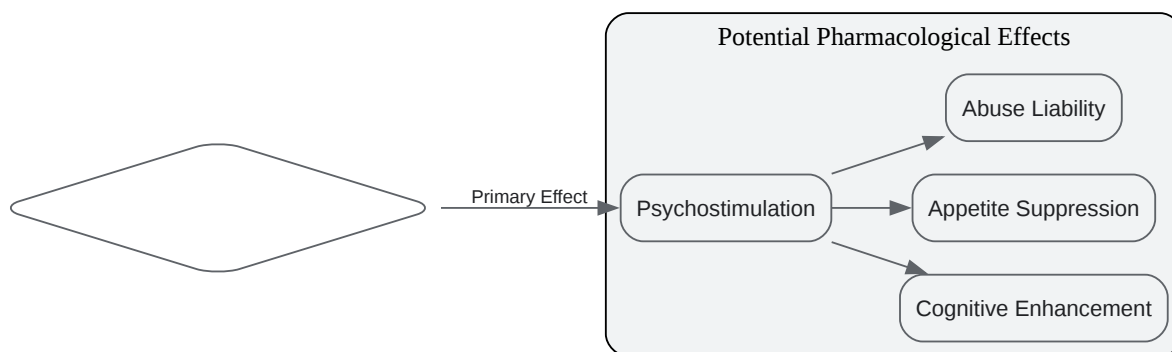 Potential Pharmacological Effects
Abuse Liability
Primary Effect
Psychostimulation
Appetite Suppression
Cognitive Enhancement